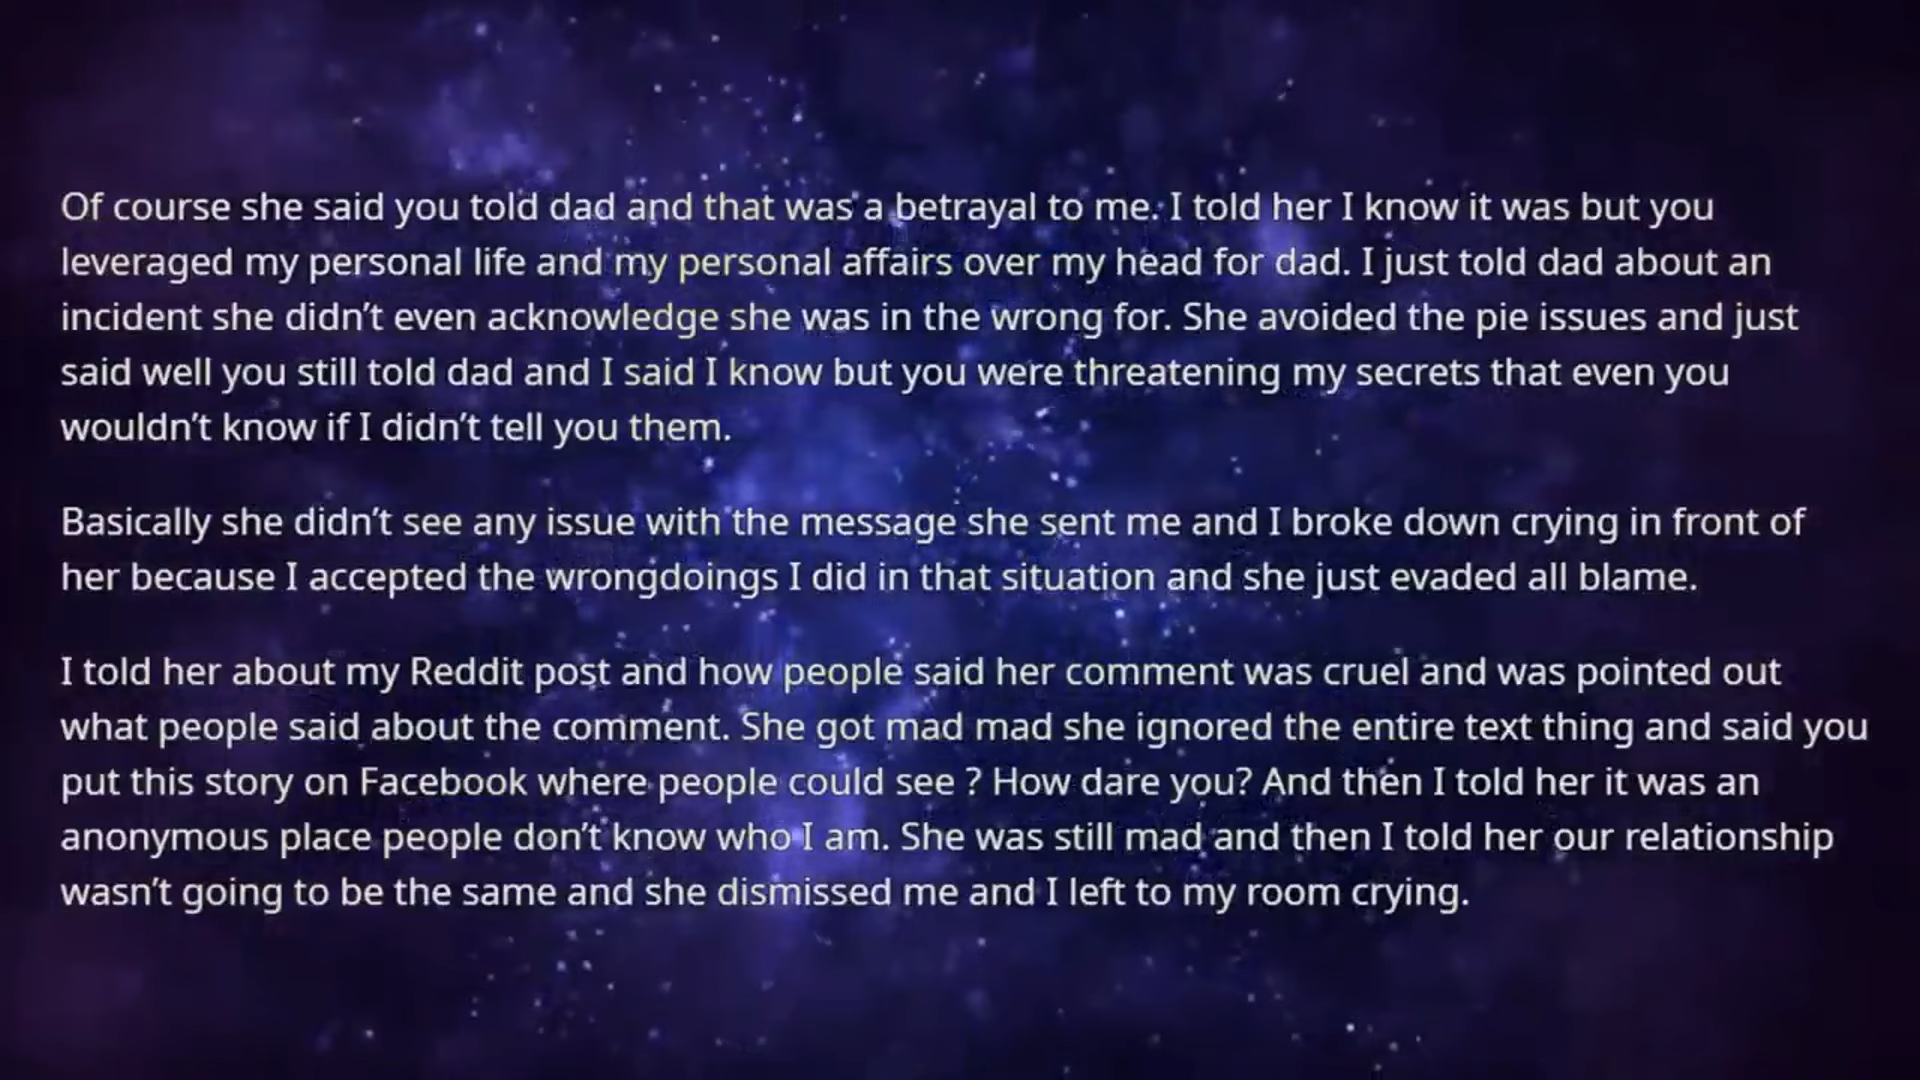 Of course she said you told dad and that was a betrayal to me. I told her I know it was but you
leveraged my personal life and my personal affairs over my head for dad. I just told dad about an
incident she didn’t even acknowledge she was in the wrong for. She avoided the pie issues and just
said well you still told dad and I said I know but you were threatening my secrets that even you
wouldn’t know if I didn’t tell you them.
Basically she didn’t see any issue with the message she sent me and I broke down crying in front of
her because I accepted the wrongdoings I did in that situation and she just evaded all blame.
I told her about my Reddit post and how people said her comment was cruel and was pointed out
what people said about the comment. She got mad mad she ignored the entire text thing and said you
put this story on Facebook where people could see ? How dare you? And then I told her it was an
anonymous place people don’t know who I am. She was still mad and then I told her our relationship
wasn’t going to be the same and she dismissed me and I left to my room crying.